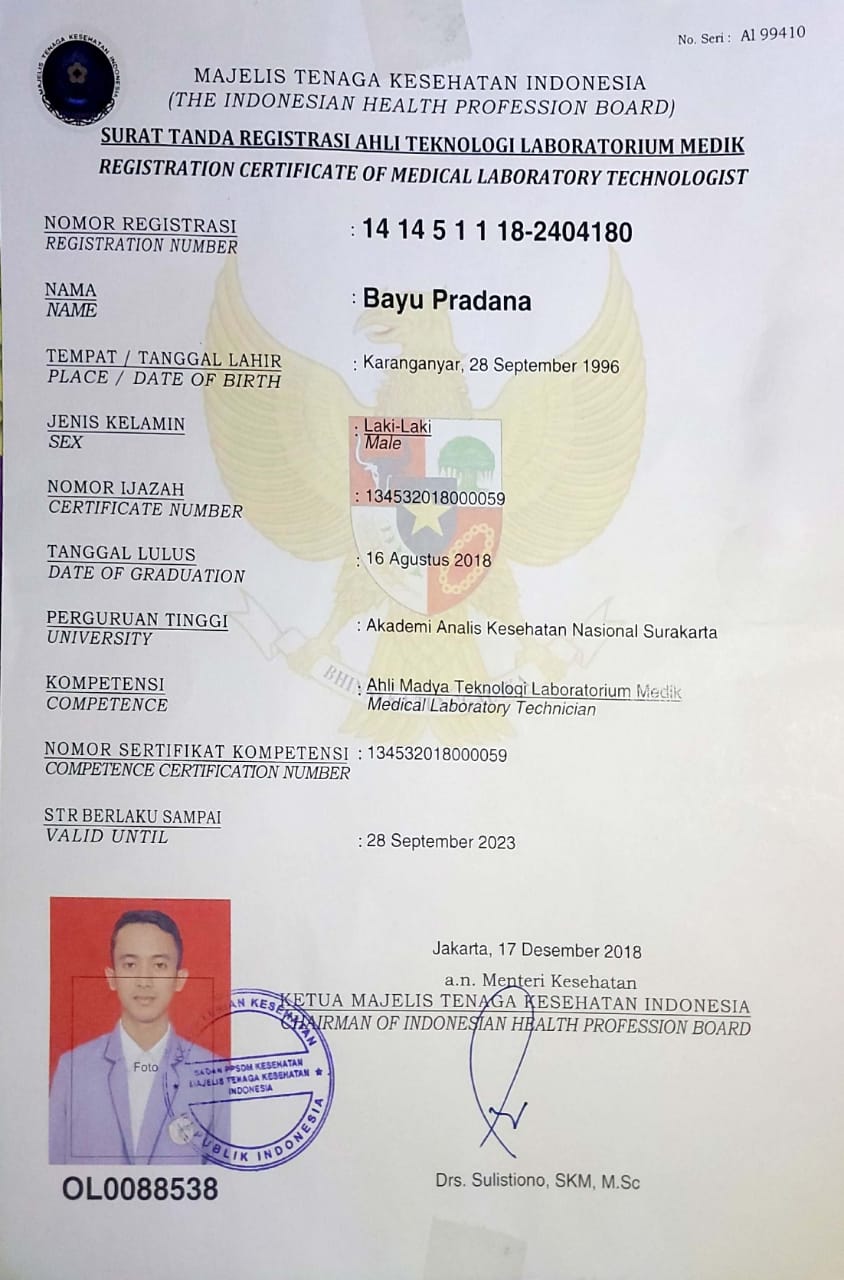 No. Seri : Al 99410
MAJELIS TENAGA KESEHATAN INDONESIA
MAJELIS TENAGA KESEHATAN INDONESIA
(THE INDONESIAN HEALTH PROFESSION BOARD)
SURAT TANDA REGISTRASI AHLI TEKNOLOGI LABORATORIUM MEDIK
REGISTRATION CERTIFICATE OF MEDICAL LABORATORY TECHNOLOGIST
NOMOR REGISTRASI : 14 14 5 1 1 18-2404180
REGISTRATION NUMBER
NAMA : Bayu Pradana
NAME
TEMPAT / TANGGAL LAHIR : Karanganyar, 28 September 1996
PLACE / DATE OF BIRTH
JENIS KELAMIN : Laki-Laki
SEX Male
NOMOR IJAZAH : 134532018000059
CERTIFICATE NUMBER
TANGGAL LULUS : 16 Agustus 2018
DATE OF GRADUATION
PERGURUAN TINGGI : Akademi Analis Kesehatan Nasional Surakarta
UNIVERSITY
KOMPETENSI : Ahli Madya Teknologi Laboratorium Medik
COMPETENCE Medical Laboratory Technician
NOMOR SERTIFIKAT KOMPETENSI : 134532018000059
COMPETENCE CERTIFICATION NUMBER
STR BERLAKU SAMPAI
VALID UNTIL : 28 September 2023
Jakarta, 17 Desember 2018
a.n. Menteri Kesehatan
KETUA MAJELIS TENAGA KESEHATAN INDONESIA
CHAIRMAN OF INDONESIAN HEALTH PROFESSION BOARD
Foto
KESEHATAN
BADAN PPSDM KESEHATAN
MAJELIS TENAGA KESEHATAN
INDONESIA
REPUBLIK INDONESIA
Drs. Sulistiono, SKM, M.Sc
OL0088538